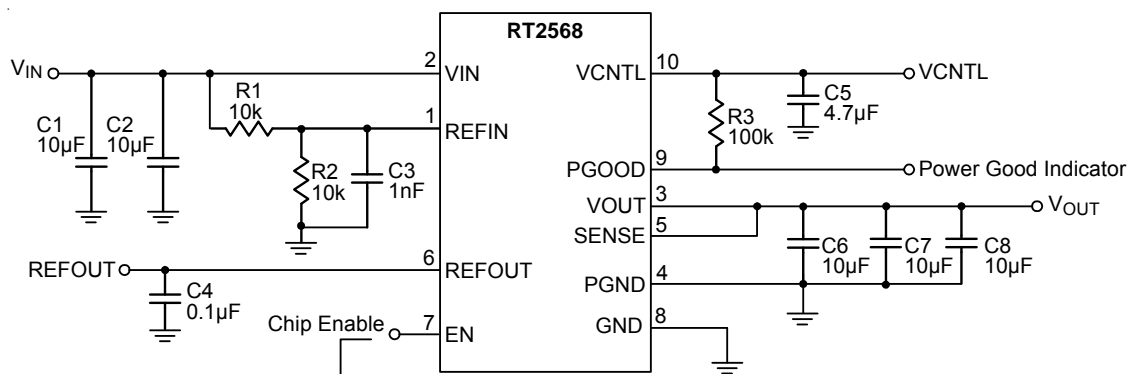 RT2568
VIN
2
VIN
VCNTL
10
VCNTL
R1
10k
C1
10µF
C2
10µF
1
REFIN
R3
100k
C5
4.7µF
R2
10k
C3
1nF
PGOOD
9
Power Good Indicator
VOUT
3
VOUT
SENSE
5
C6
10µF
C7
10µF
C8
10µF
REFOUT
6
REFOUT
PGND
4
C4
0.1µF
Chip Enable
7
EN
GND
8